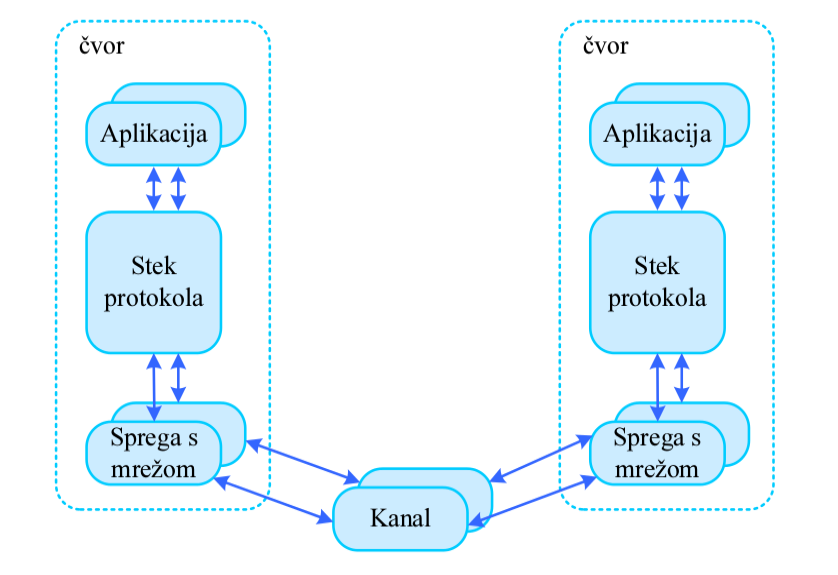 čvor
Aplikacija
Stek
protokola
Sprega s
mrežom
Kanal
čvor
Aplikacija
Stek
protokola
Sprega s
mrežom